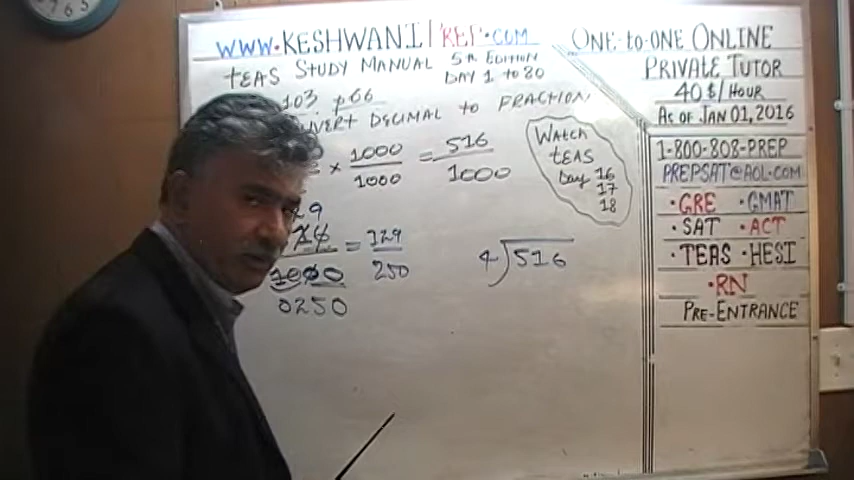 WWW.KESHWANIPREP.COM
TEAS STUDY MANUAL 5th EDITION
DAY 1 TO 80
103 p66
DECIMAL to FRACTION
× 1000/1000 = 516/1000
9
= 129/250
1000
0250
4)516
Watch
TEAS
Day 16
17
18
ONE-to-ONE ONLINE
PRIVATE TUTOR
40$/HOUR
AS OF JAN 01, 2016
1-800-808-PREP
PREPSAT@AOL.COM
•GRE •GMAT
•SAT •ACT
•TEAS •HESI
•RN
PRE-ENTRANCE